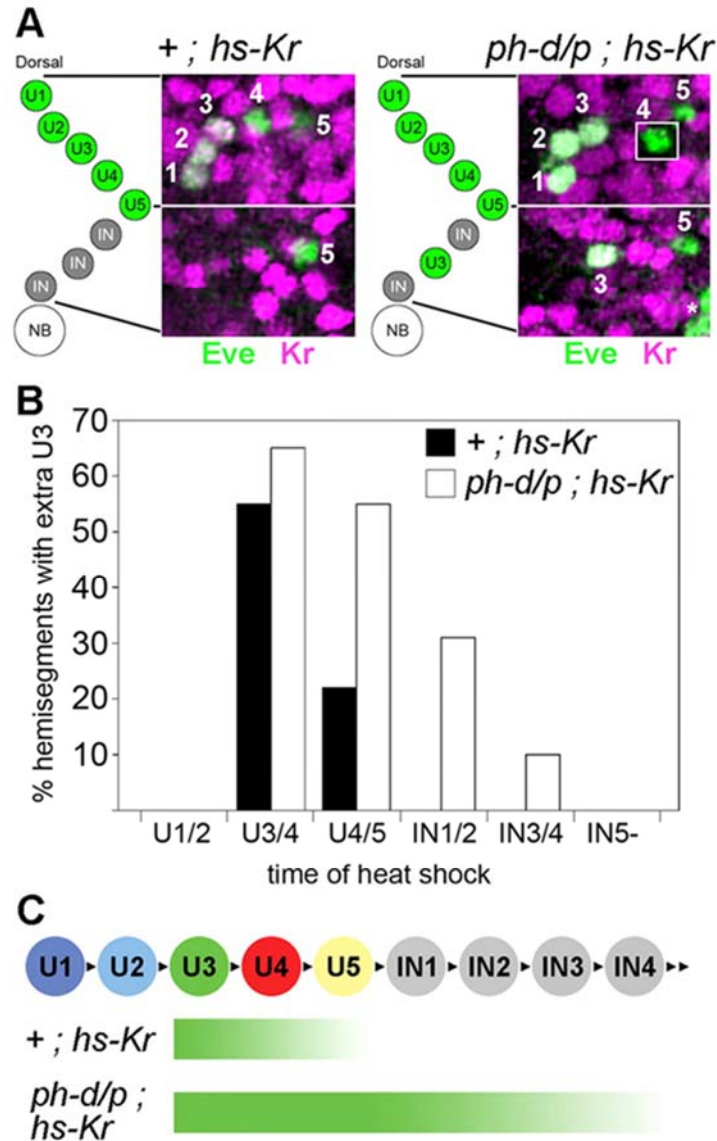 A
+ ; hs-Kr
ph-d/p ; hs-Kr
Dorsal
U1
U2
U3
U4
U5
IN
IN
IN
NB
1
2
3
4
5
5
Dorsal
U1
U2
U3
U4
U5
IN
U3
IN
NB
1
2
3
4
5
3
5
*
Eve Kr
Eve Kr
B
% hemisegments with extra U3
70
60
50
40
30
20
10
+ ; hs-Kr
ph-d/p ; hs-Kr
U1/2 U3/4 U4/5 IN1/2 IN3/4 IN5-
time of heat shock
C
U1 U2 U3 U4 U5 IN1 IN2 IN3 IN4
+ ; hs-Kr
ph-d/p ;
hs-Kr